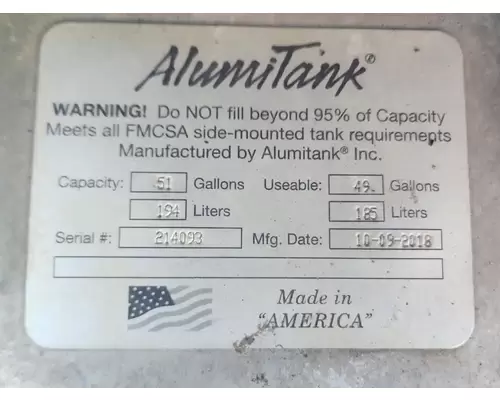 AlumiTank®
WARNING! Do NOT fill beyond 95% of Capacity
Meets all FMCSA side-mounted tank requirements
Manufactured by Alumitank® Inc.
Capacity: 51 Gallons Useable: 49. Gallons
194 Liters 185 Liters
Serial #: 214093 Mfg. Date: 10-09-2018
Made in
"AMERICA"